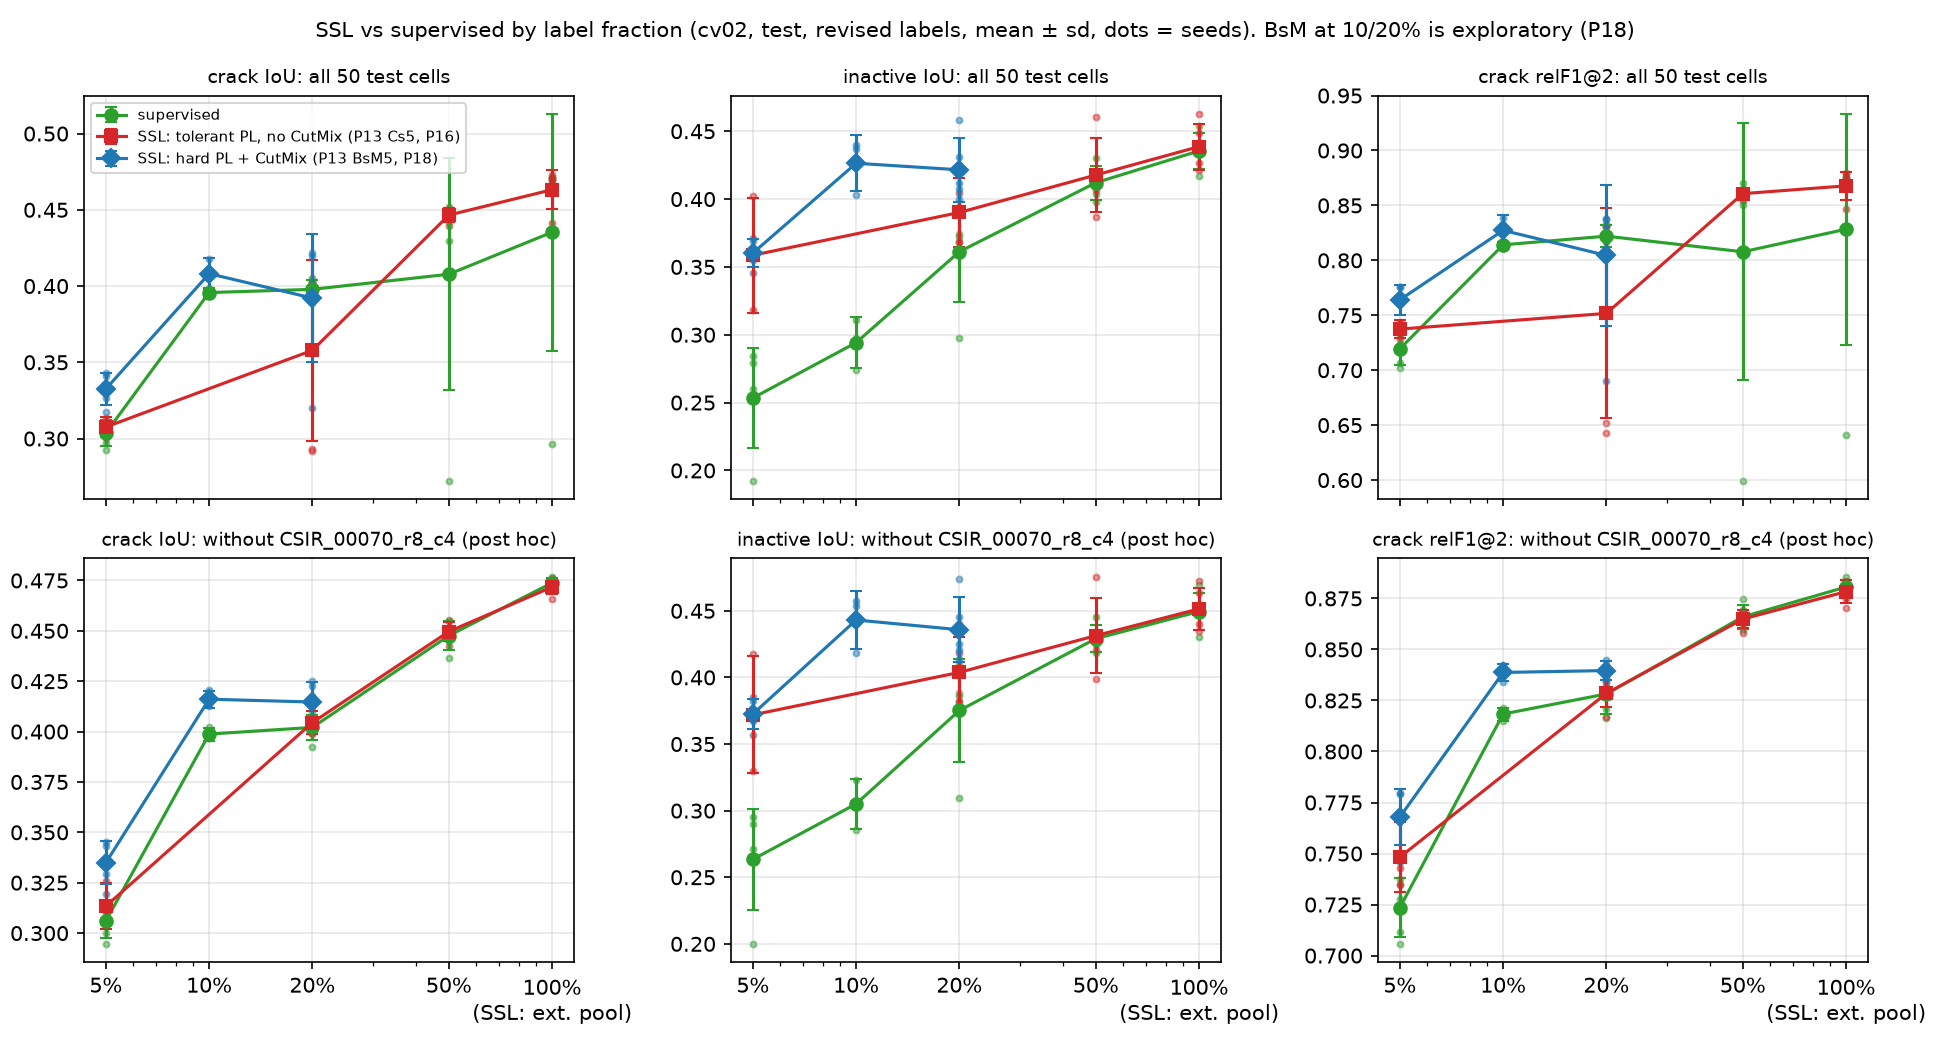 SSL vs supervised by label fraction (cv02, test, revised labels, mean ± sd, dots = seeds). BsM at 10/20% is exploratory (P18)
crack IoU: all 50 test cells
supervised
SSL: tolerant PL, no CutMix (P13 Cs5, P16)
SSL: hard PL + CutMix (P13 BsM5, P18)
0.50
0.45
0.40
0.35
0.30
inactive IoU: all 50 test cells
0.45
0.40
0.35
0.30
0.25
0.20
crack relF1@2: all 50 test cells
0.95
0.90
0.85
0.80
0.75
0.70
0.65
0.60
crack IoU: without CSIR_00070_r8_c4 (post hoc)
0.475
0.450
0.425
0.400
0.375
0.350
0.325
0.300
5% 10% 20% 50% 100%
(SSL: ext. pool)
inactive IoU: without CSIR_00070_r8_c4 (post hoc)
0.45
0.40
0.35
0.30
0.25
0.20
5% 10% 20% 50% 100%
(SSL: ext. pool)
crack relF1@2: without CSIR_00070_r8_c4 (post hoc)
0.875
0.850
0.825
0.800
0.775
0.750
0.725
0.700
5% 10% 20% 50% 100%
(SSL: ext. pool)